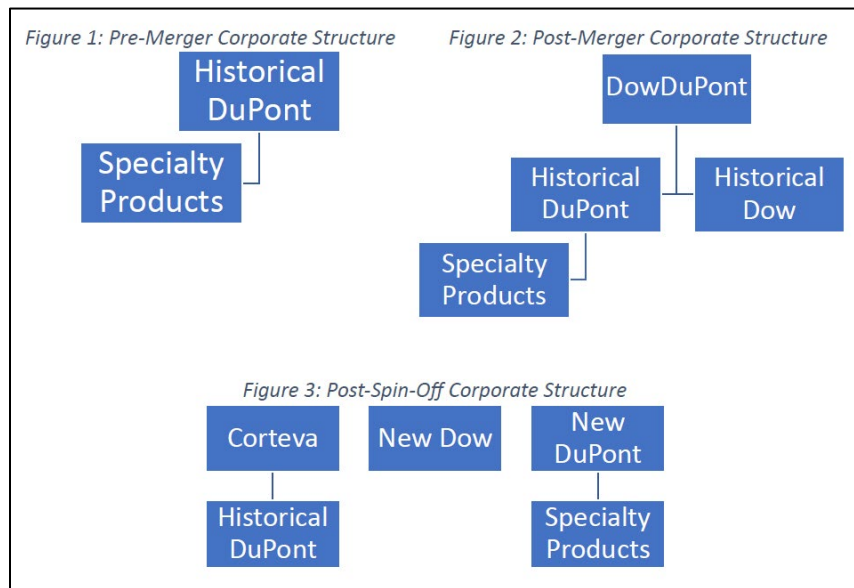 Figure 1: Pre-Merger Corporate Structure
Historical
DuPont
Specialty
Products
Figure 2: Post-Merger Corporate Structure
DowDuPont
Historical
DuPont
Historical
Dow
Specialty
Products
Figure 3: Post-Spin-Off Corporate Structure
Corteva
New Dow
New
DuPont
Historical
DuPont
Specialty
Products